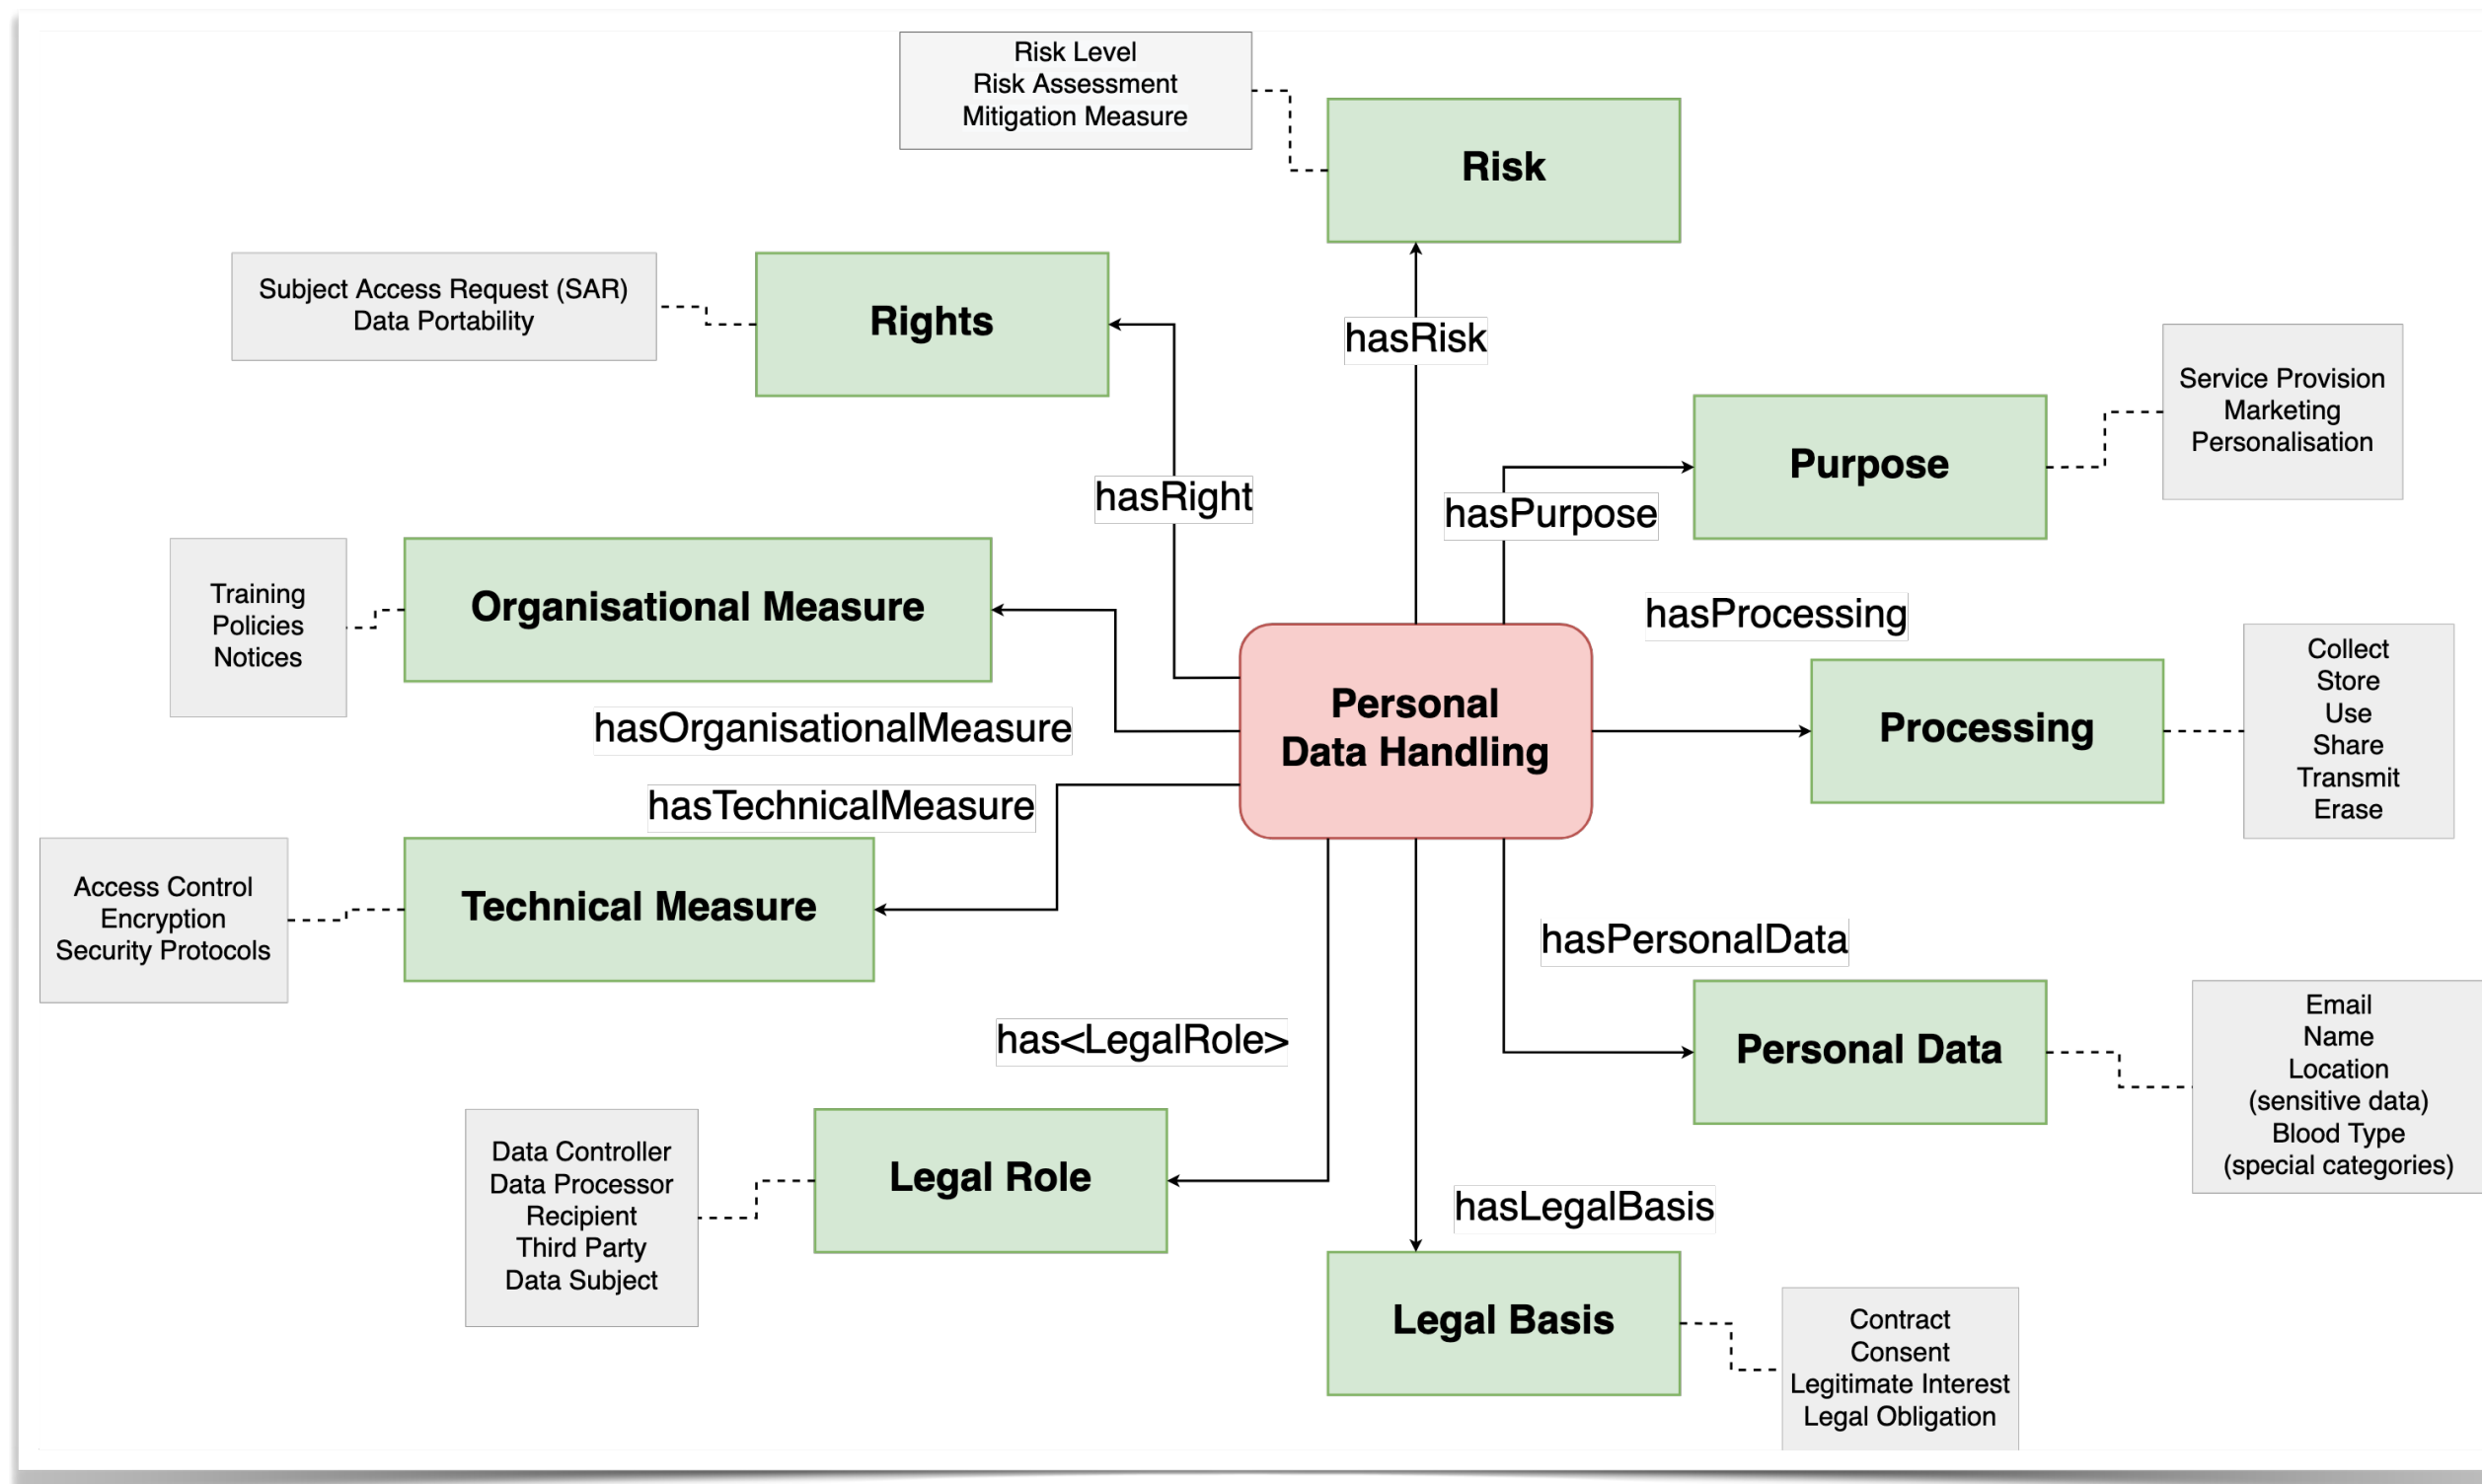 Risk Level
Risk Assessment
Mitigation Measure
Risk
Subject Access Request (SAR)
Data Portability
Rights
hasRisk
Service Provision
Marketing
Personalisation
Purpose
hasRight
hasPurpose
Training
Policies
Notices
Organisational Measure
hasProcessing
Collect
Store
Use
Share
Transmit
Erase
Processing
Personal
Data Handling
hasOrganisationalMeasure
hasTechnicalMeasure
Access Control
Encryption
Security Protocols
Technical Measure
hasPersonalData
Email
Name
Location
(sensitive data)
Blood Type
(special categories)
Personal Data
has<LegalRole>
Data Controller
Data Processor
Recipient
Third Party
Data Subject
Legal Role
hasLegalBasis
Legal Basis
Contract
Consent
Legitimate Interest
Legal Obligation